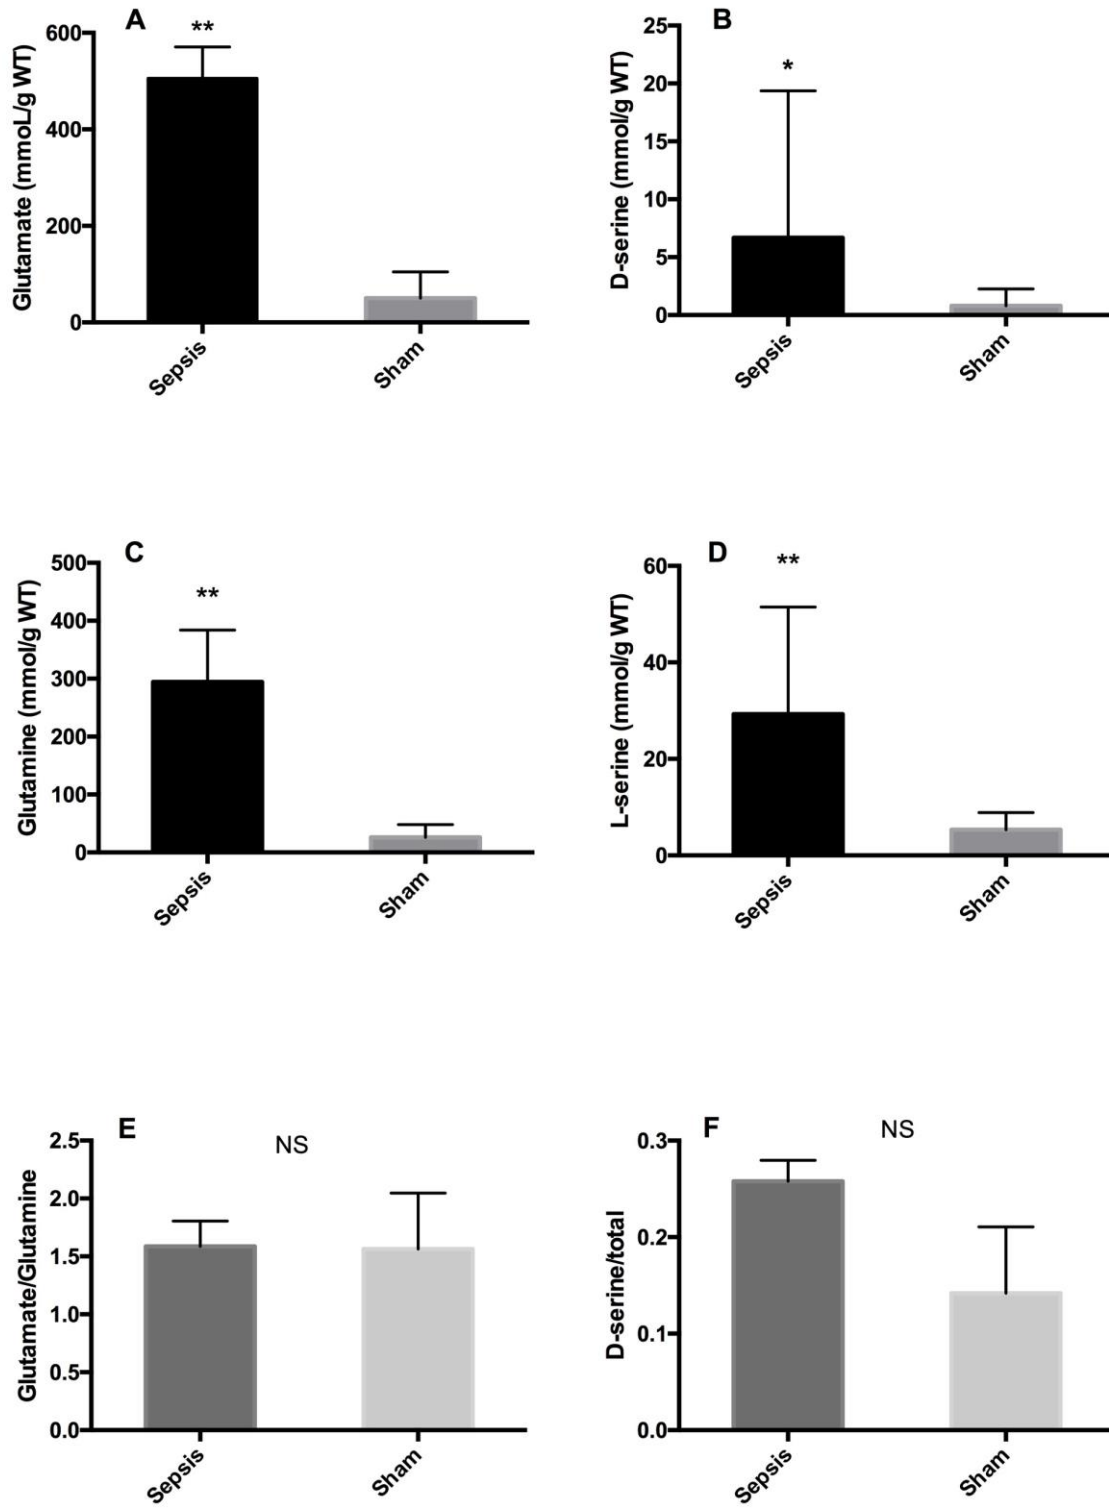 A
**
Glutamate (mmoL/g WT)
600
400
200
0
Sepsis
Sham
B
*
D-serine (mmol/g WT)
25
20
15
10
5
0
Sepsis
Sham
C
**
Glutamine (mmol/g WT)
500
400
300
200
100
0
Sepsis
Sham
D
**
L-serine (mmol/g WT)
60
40
20
0
Sepsis
Sham
E
NS
Glutamate/Glutamine
2.5
2.0
1.5
1.0
0.5
0.0
Sepsis
Sham
F
NS
D-serine/total
0.3
0.2
0.1
0.0
Sepsis
Sham